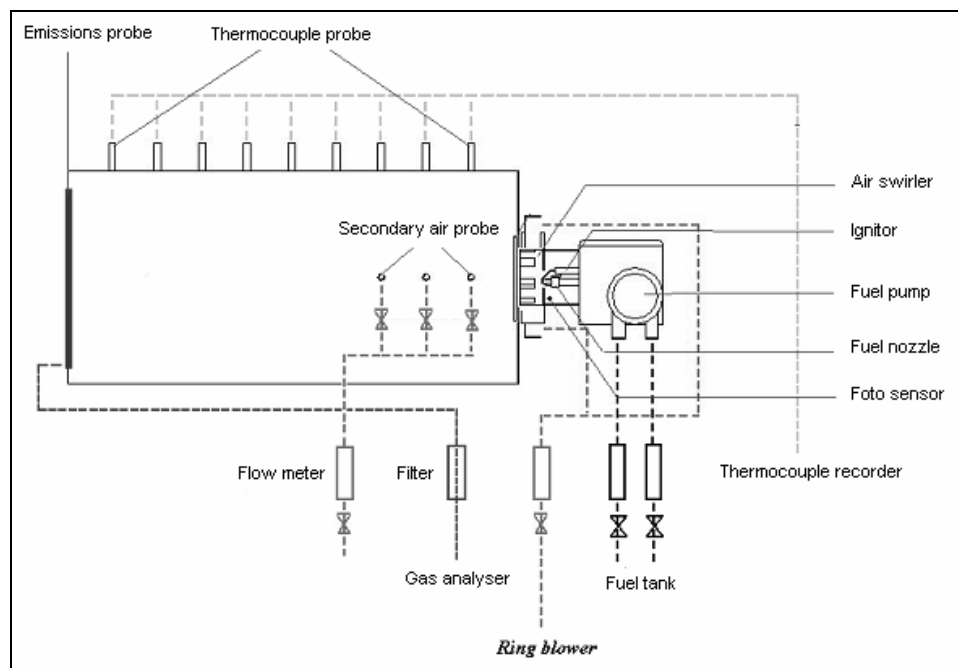 Emissions probe
Thermocouple probe
Air swirler
Secondary air probe
Ignitor
Fuel pump
Fuel nozzle
Foto sensor
Flow meter
Filter
Thermocouple recorder
Gas analyser
Fuel tank
Ring blower